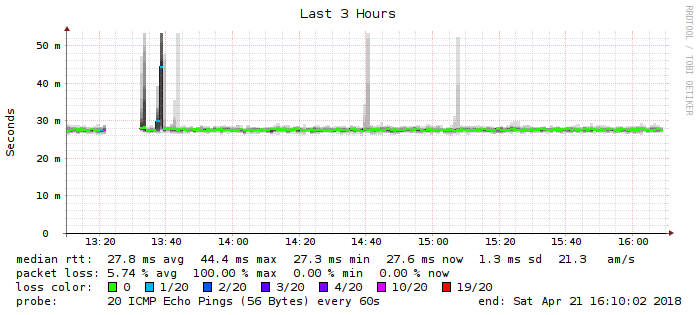 Last 3 Hours
RRDTOOL / TOBI OETIKER
Seconds
50 m
40 m
30 m
20 m
10 m
0
13:20 13:40 14:00 14:20 14:40 15:00 15:20 15:40 16:00
median rtt: 27.8 ms avg 44.4 ms max 27.3 ms min 27.6 ms now 1.3 ms sd 21.3 am/s
packet loss: 5.74 % avg 100.00 % max 0.00 % min 0.00 % now
loss color: 0 1/20 2/20 3/20 4/20 10/20 19/20
probe: 20 ICMP Echo Pings (56 Bytes) every 60s end: Sat Apr 21 16:10:02 2018